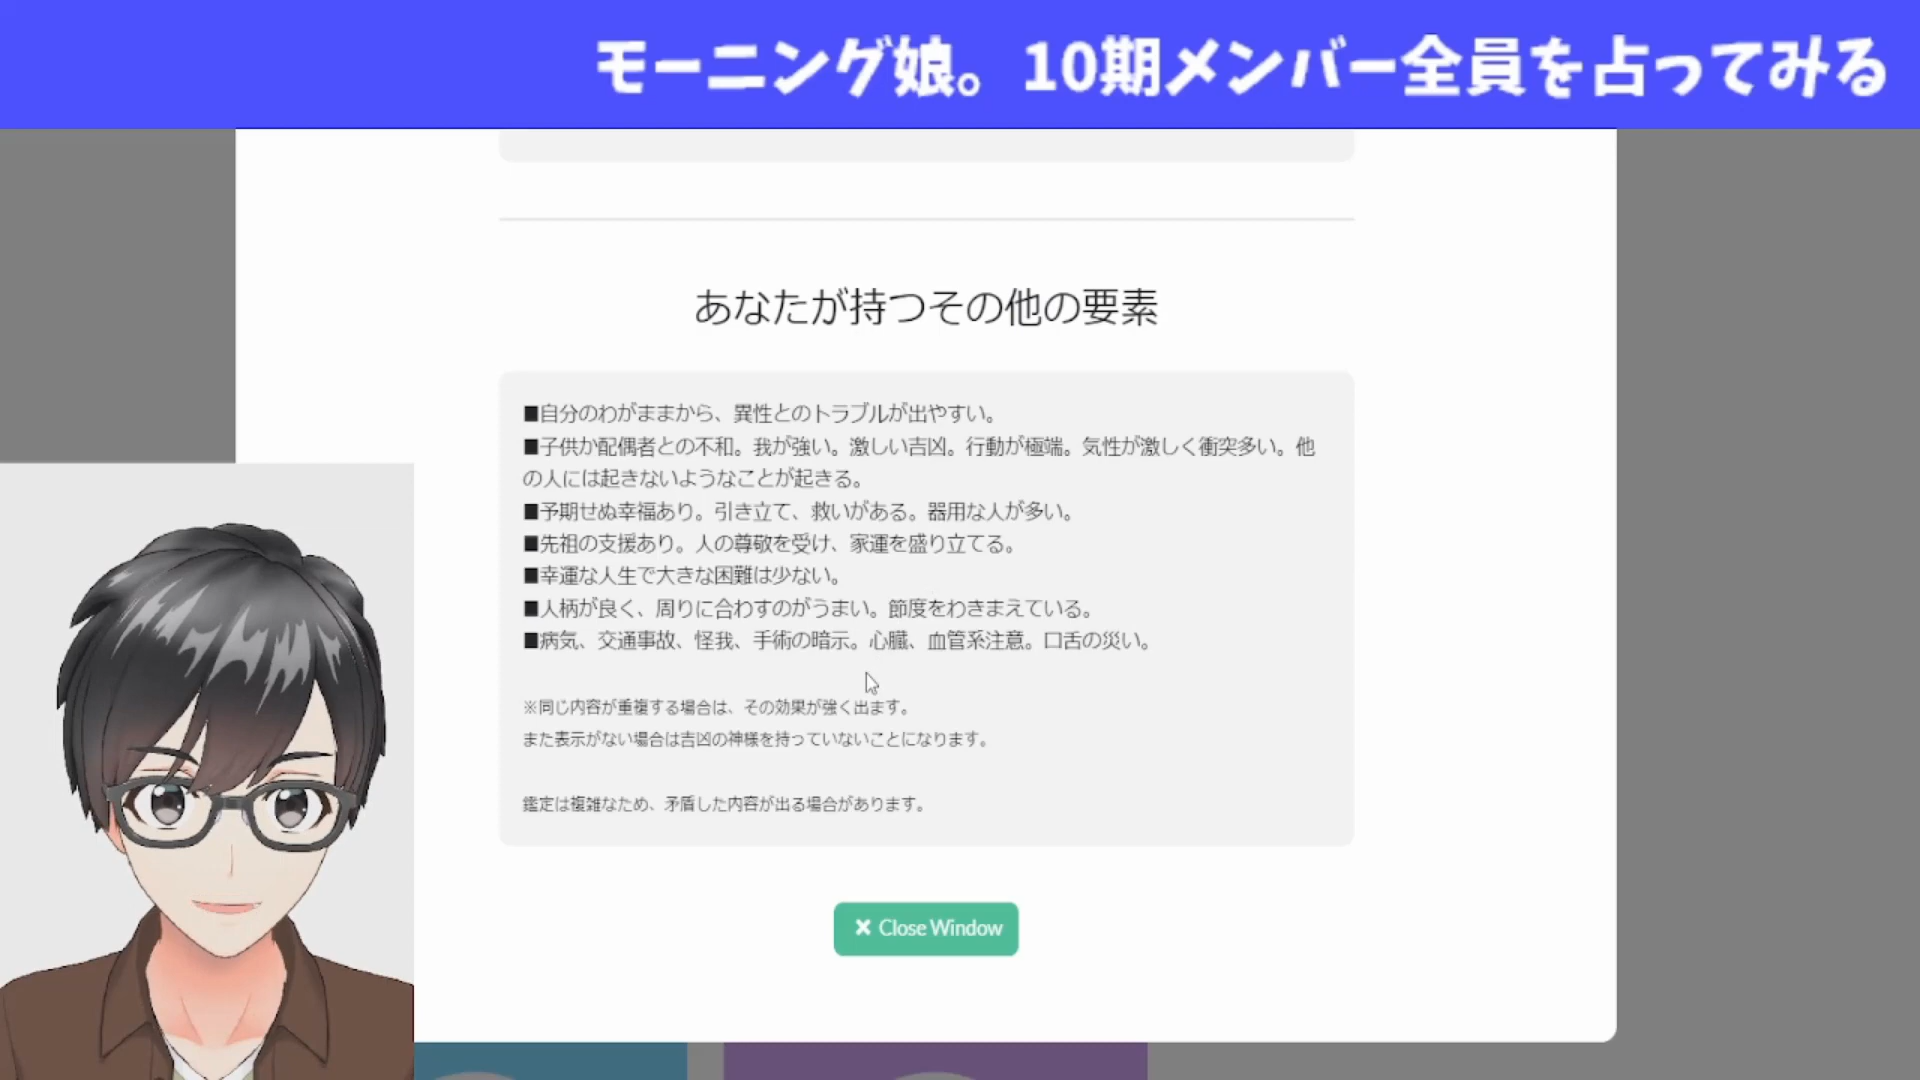 モーニング娘。10期メンバー全員を占ってみる
あなたが持つその他の要素
■自分のわがままから、異性とのトラブルが出やすい。
■子供か配偶者との不和。我が強い。激しい吉凶。行動が極端。気性が激しく衝突多い。他
の人には起きないようなことが起きる。
■予期せぬ幸福あり。引き立て、救いがある。器用な人が多い。
■先祖の支援あり。人の尊敬を受け、家運を盛り立てる。
■幸運な人生で大きな困難は少ない。
■人柄が良く、周りに合わすのがうまい。節度をわきまえている。
■病気、交通事故、怪我、手術の暗示。心臓、血管系注意。口舌の災い。
※同じ内容が重複する場合は、その効果が強く出ます。
また表示がない場合は吉凶の神様を持っていないことになります。
鑑定は複雑なため、矛盾した内容が出る場合があります。
✖ Close Window